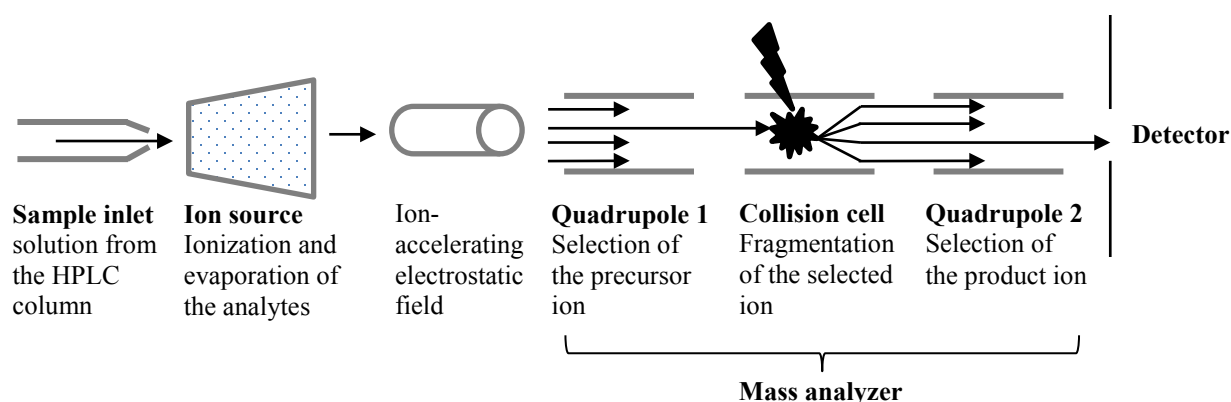 Detector
Sample inlet
solution from
the HPLC
column
Ion source
Ionization and
evaporation of
the analytes
Ion-
accelerating
electrostatic
field
Quadrupole 1
Selection of
the precursor
ion
Collision cell
Fragmentation
of the selected
ion
Quadrupole 2
Selection of
the product ion
Mass analyzer